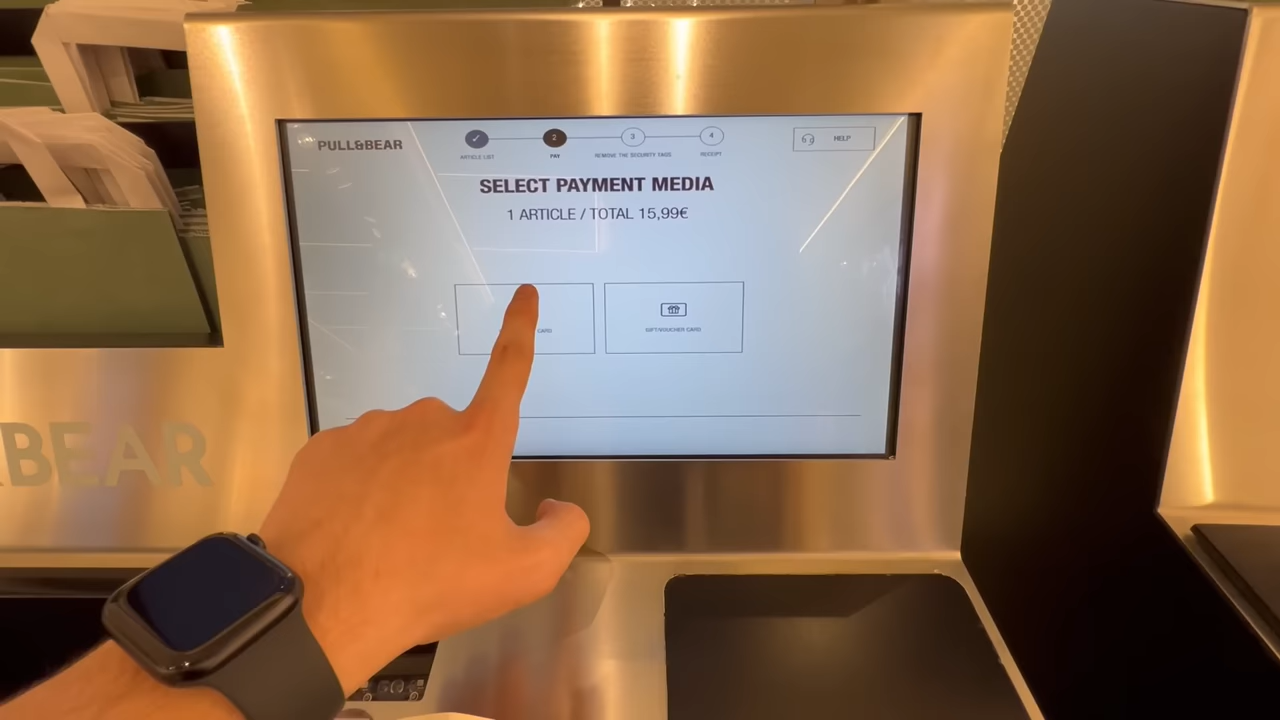 PULL&BEAR
✓ 2 3 4
ARTICLE LIST PAY REMOVE THE SECURITY TAGS RECEIPT
HELP
SELECT PAYMENT MEDIA
1 ARTICLE / TOTAL 15,99€
CARD
GIFT/VOUCHER CARD
BEAR